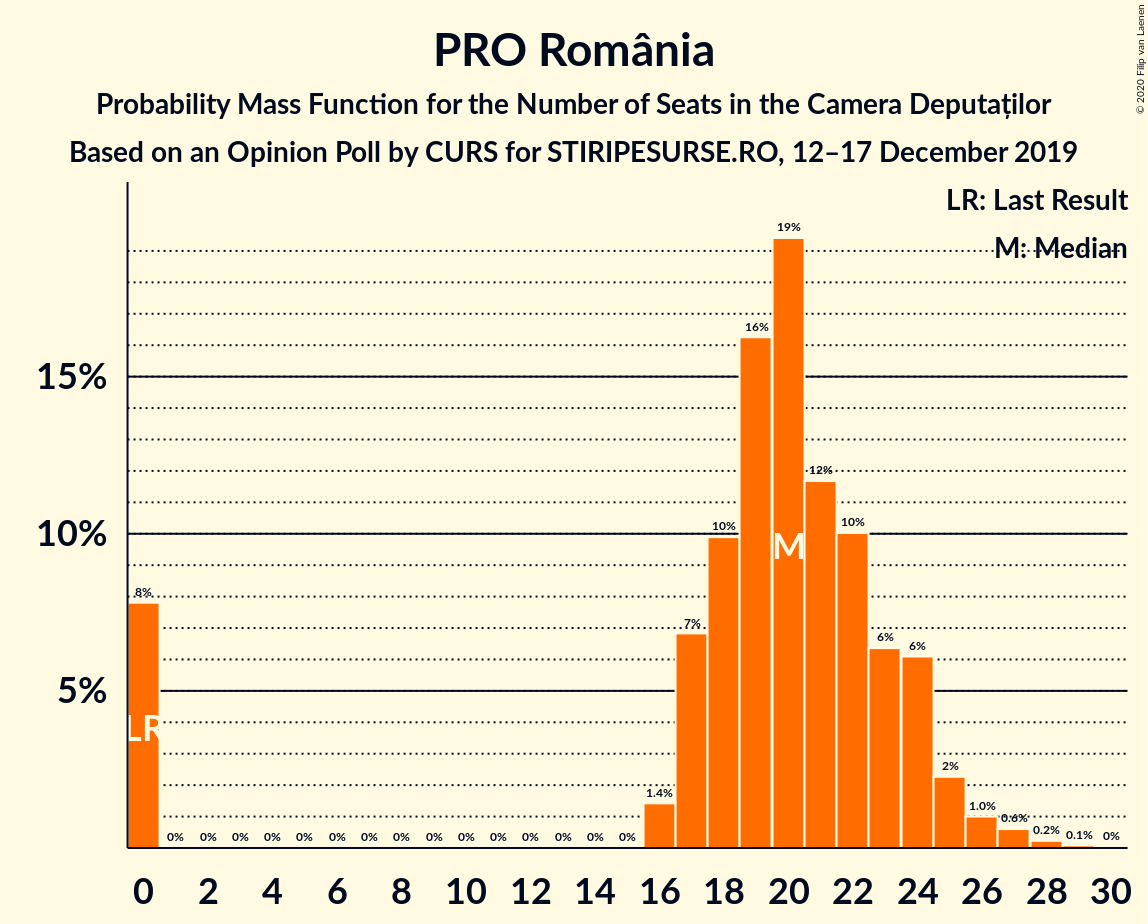 PRO România
Probability Mass Function for the Number of Seats in the Camera Deputaților
Based on an Opinion Poll by CURS for STIRIPESURSE.RO, 12–17 December 2019
© 2020 Filip van Laenen
LR: Last Result
M: Median
19%
16%
15%
12%
10%
10%
10%
M
8%
7%
6%
6%
5%
LR
2%
1.4%
1.0%
0.6%
0% 0% 0% 0% 0% 0% 0% 0% 0% 0% 0% 0% 0% 0% 0% 0.2% 0.1% 0%
0 2 4 6 8 10 12 14 16 18 20 22 24 26 28 30